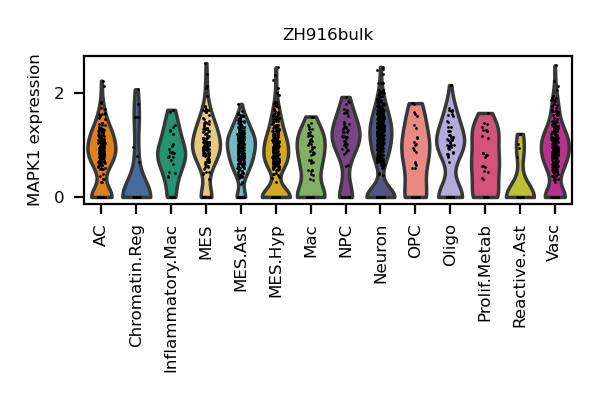 ZH916bulk
MAPK1 expression
2
0
AC
Chromatin.Reg
Inflammatory.Mac
MES
MES.Ast
MES.Hyp
Mac
NPC
Neuron
OPC
Oligo
Prolif.Metab
Reactive.Ast
Vasc